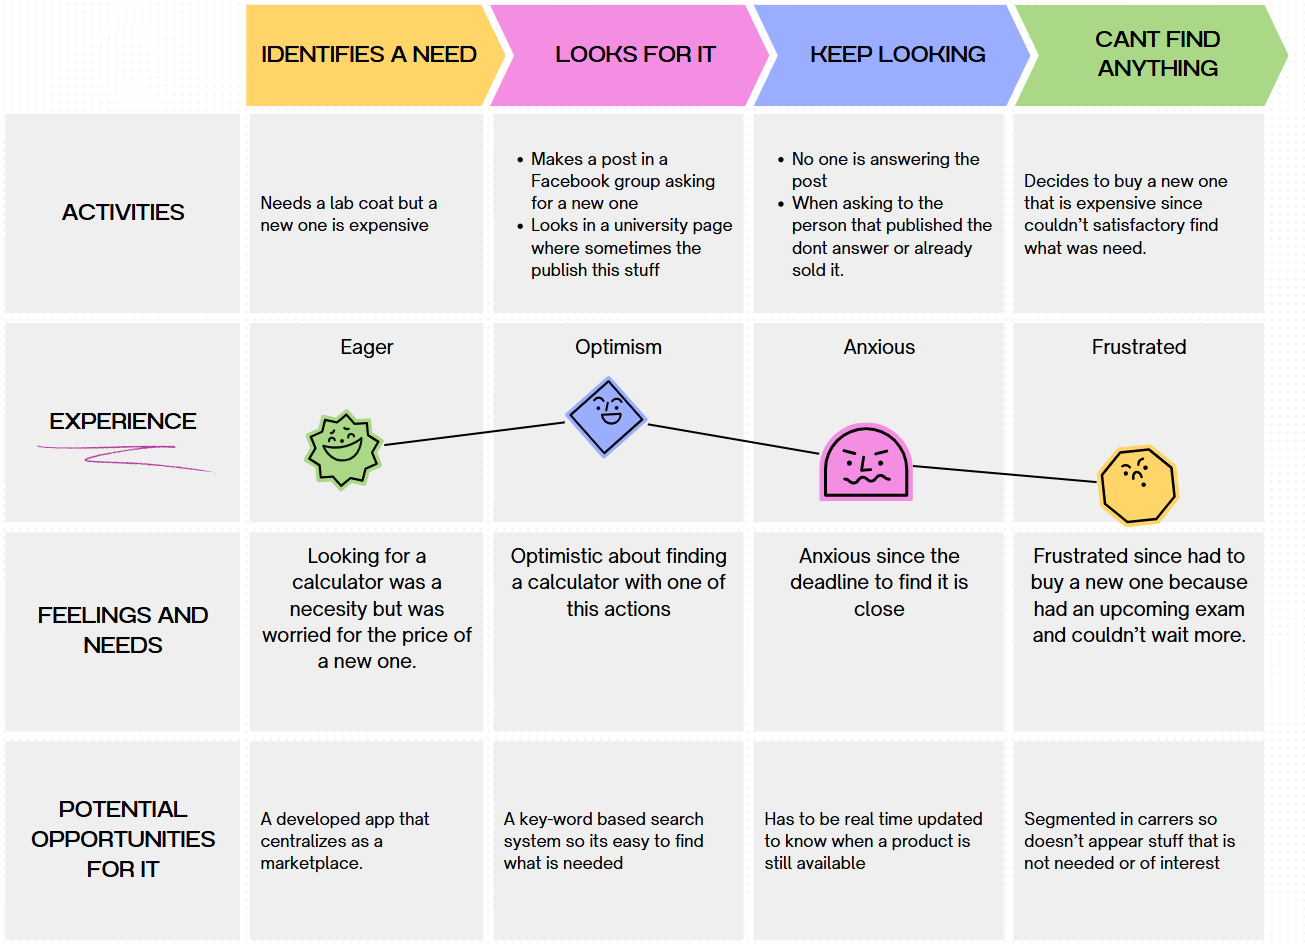 IDENTIFIES A NEED
LOOKS FOR IT
KEEP LOOKING
CANT FIND
ANYTHING
ACTIVITIES
Needs a lab coat but a
new one is expensive
• Makes a post in a
Facebook group asking
for a new one
• Looks in a university page
where sometimes the
publish this stuff
• No one is answering the
post
• When asking to the
person that published the
dont answer or already
sold it.
Decides to buy a new one
that is expensive since
couldn't satisfactory find
what was need.
EXPERIENCE
Eager
Optimism
Anxious
Frustrated
FEELINGS AND
NEEDS
Looking for a
calculator was a
necesity but was
worried for the price of
a new one.
Optimistic about finding
a calculator with one of
this actions
Anxious since the
deadline to find it is
close
Frustrated since had to
buy a new one because
had an upcoming exam
and couldn't wait more.
POTENTIAL
OPPORTUNITIES
FOR IT
A developed app that
centralizes as a
marketplace.
A key-word based search
system so its easy to find
what is needed
Has to be real time updated
to know when a product is
still available
Segmented in carrers so
doesn't appear stuff that is
not needed or of interest